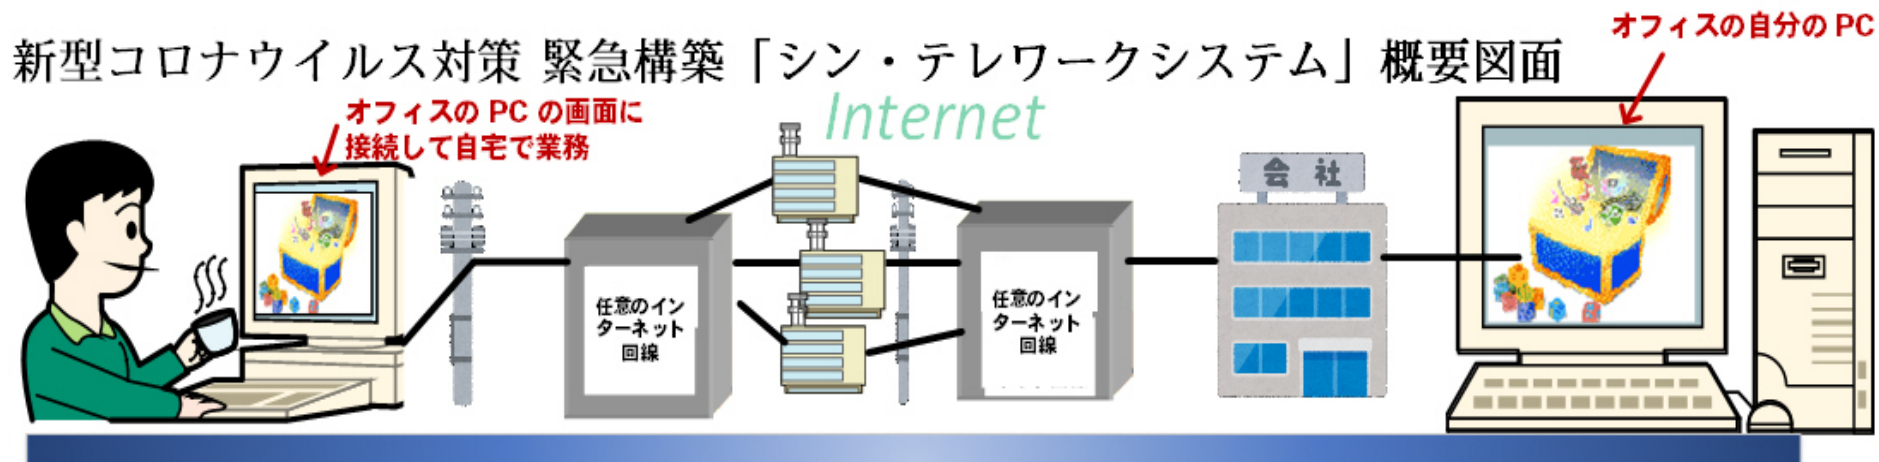 オフィスの自分の PC
新型コロナウイルス対策 緊急構築「シン・テレワークシステム」概要図面
オフィスの PC の画面に
接続して自宅で業務
Internet
会社
任意のイン
ターネット
回線
任意のイン
ターネット
回線